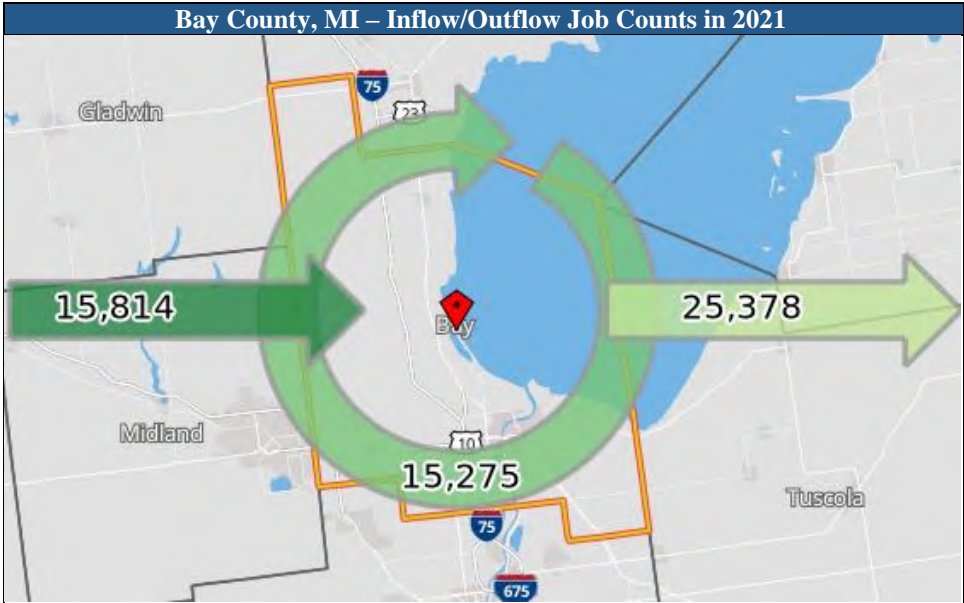 Bay County, MI – Inflow/Outflow Job Counts in 2021
75
Gladwin
23
15,814
25,378
Bay
Midland
10
15,275
Tuscola
75
675